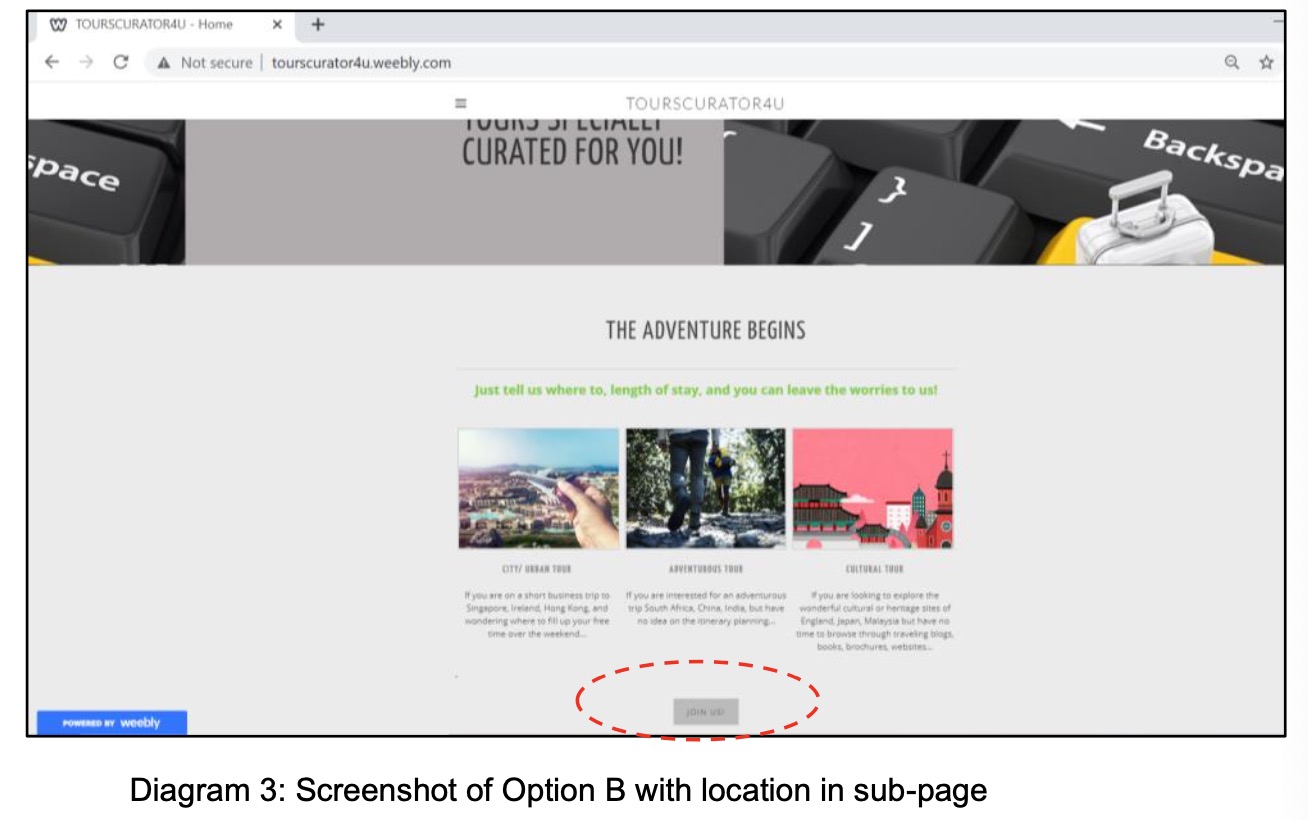 TOURSCURATOR4U - Home
Not secure | tourscurator4u.weebly.com
TOURSCURATOR4U
TOURS SPECIALLY
CURATED FOR YOU!
space
Backspa
}
]
THE ADVENTURE BEGINS
Just tell us where to, length of stay, and you can leave the worries to us!
CITY/ URBAN TOUR
If you are on a short business trip to
Singapore, Ireland, Hong Kong, and
wondering where to fill up your free
time over the weekend...
ADVENTUROUS TOUR
If you are interested for an adventurous
trip South Africa, China, India, but have
no idea on the itinerary planning...
CULTURAL TOUR
If you are looking to explore the
wonderful cultural or heritage sites of
England, Japan, Malaysia but have no
time to browse through traveling blogs,
books, brochures, websites...
JOIN US!
POWERED BY weebly
Diagram 3: Screenshot of Option B with location in sub-page